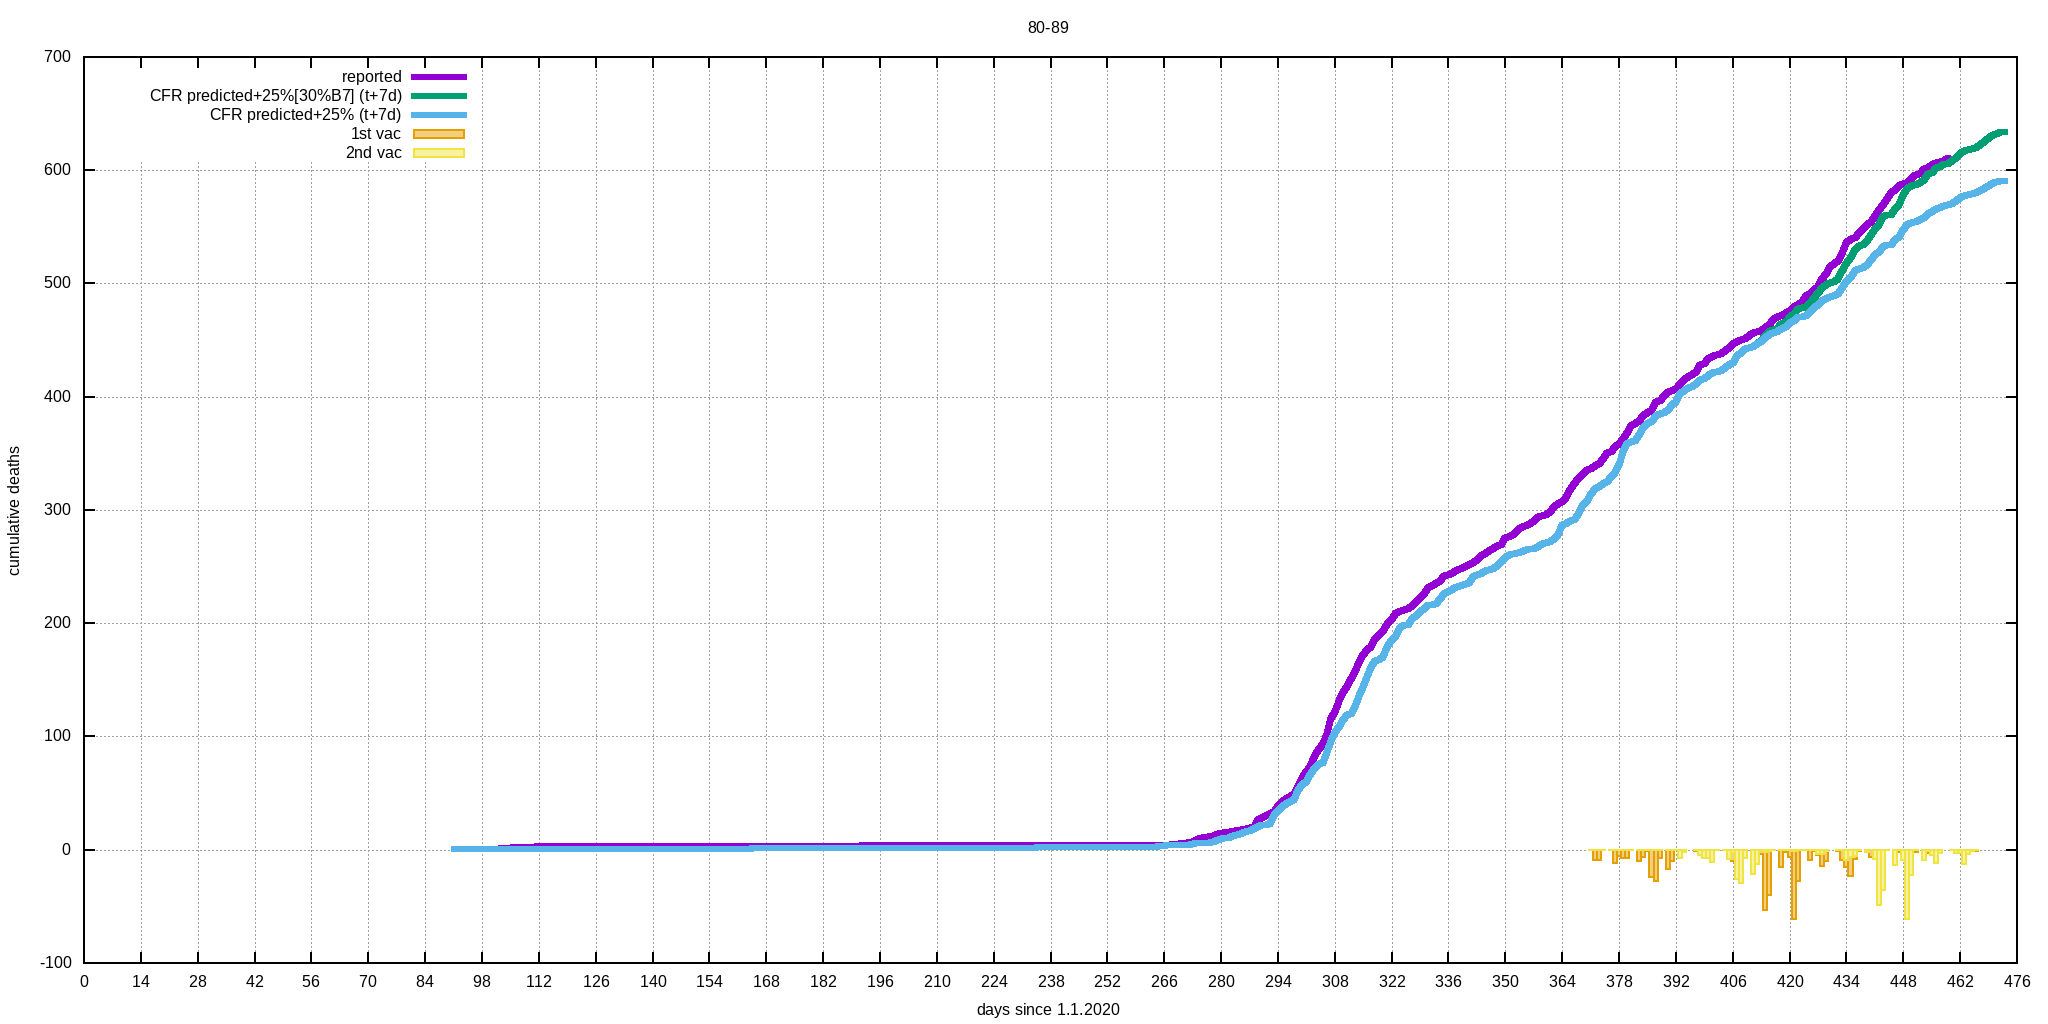 80-89
700
600
500
400
300
200
100
0
-100
cumulative deaths
reported
CFR predicted+25%[30%B7] (t+7d)
CFR predicted+25% (t+7d)
1st vac
2nd vac
0 14 28 42 56 70 84 98 112 126 140 154 168 182 196 210 224 238 252 266 280 294 308 322 336 350 364 378 392 406 420 434 448 462 476
days since 1.1.2020